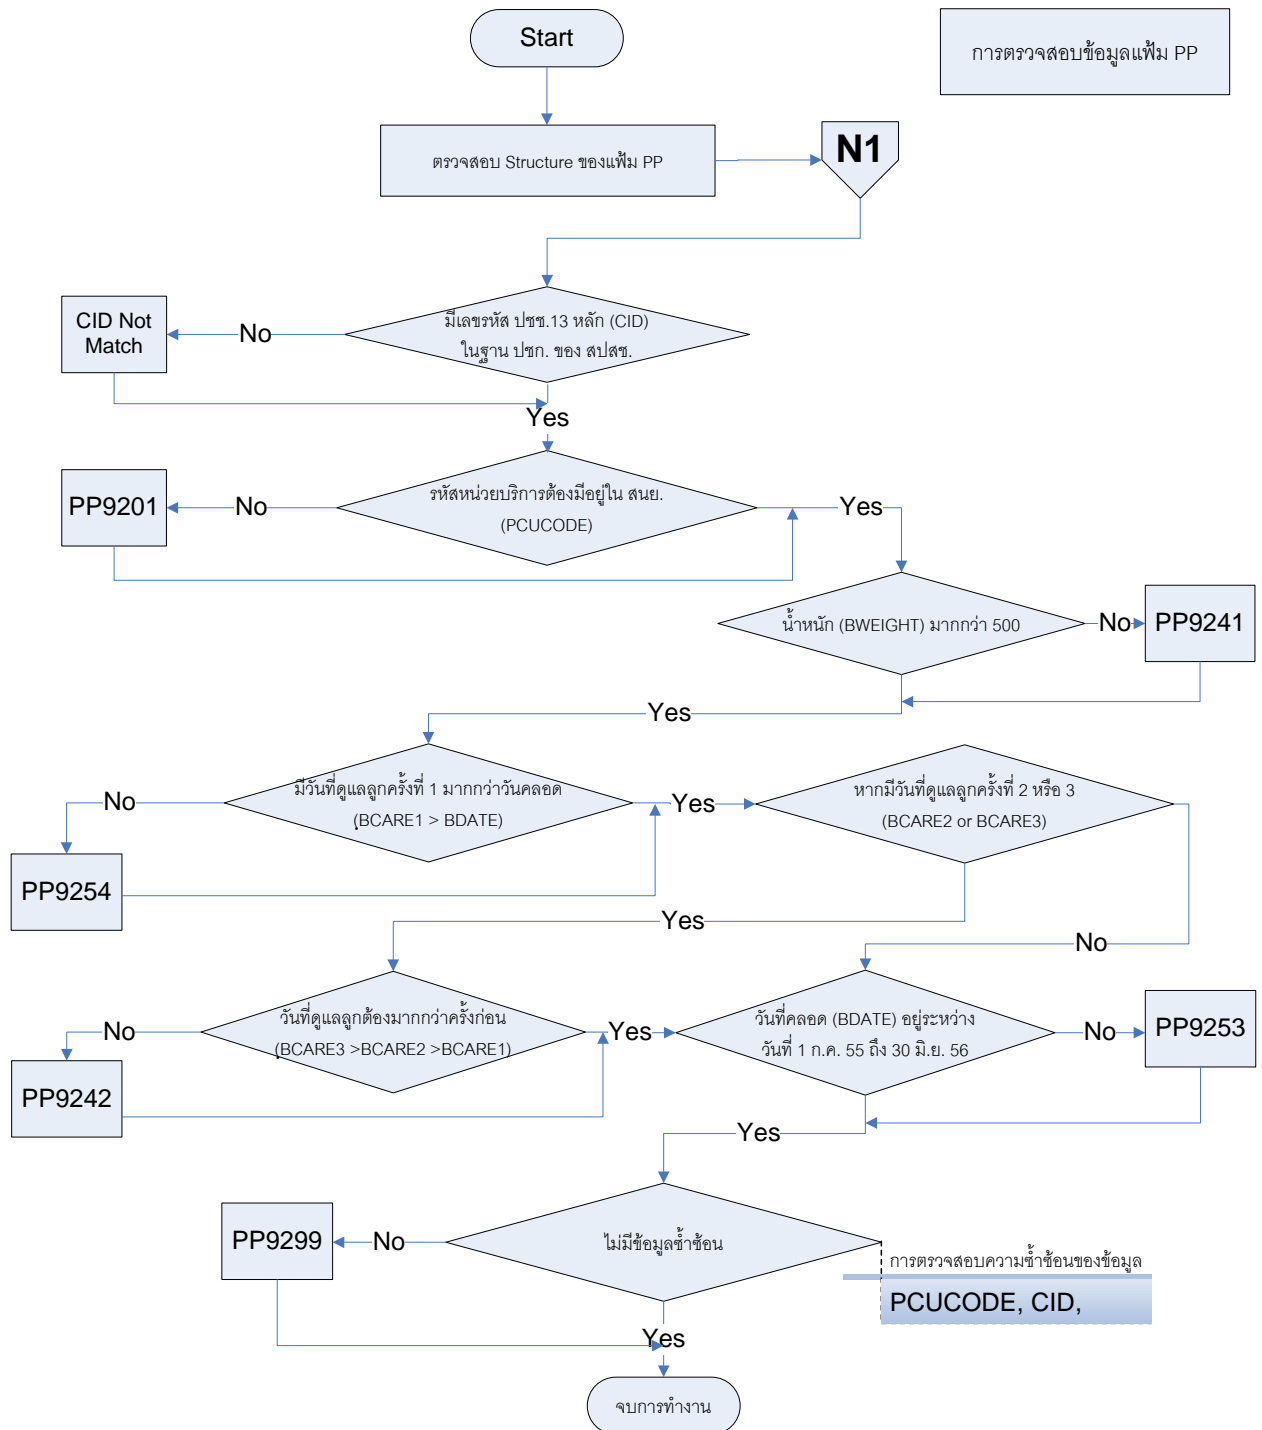 Start
การตรวจสอบข้อมูลแฟ้ม PP
ตรวจสอบ Structure ของแฟ้ม PP
N1
มีเลขรหัส ปชช.13 หลัก (CID)
ในฐาน ปชก. ของ สปสช.
No
CID Not
Match
Yes
รหัสหน่วยบริการต้องมีอยู่ใน สนย.
(PCUCODE)
No
PP9201
Yes
น้ำหนัก (BWEIGHT) มากกว่า 500
No
PP9241
Yes
มีวันที่ดูแลลูกครั้งที่ 1 มากกว่าวันคลอด
(BCARE1 > BDATE)
No
PP9254
Yes
หากมีวันที่ดูแลลูกครั้งที่ 2 หรือ 3
(BCARE2 or BCARE3)
Yes
No
วันที่ดูแลลูกต้องมากกว่าครั้งก่อน
(BCARE3 >BCARE2 >BCARE1)
No
PP9242
Yes
วันที่คลอด (BDATE) อยู่ระหว่าง
วันที่ 1 ก.ค. 55 ถึง 30 มิ.ย. 56
No
PP9253
Yes
ไม่มีข้อมูลซ้ำซ้อน
No
PP9299
การตรวจสอบความซ้ำซ้อนของข้อมูล
PCUCODE, CID,
Yes
จบการทำงาน